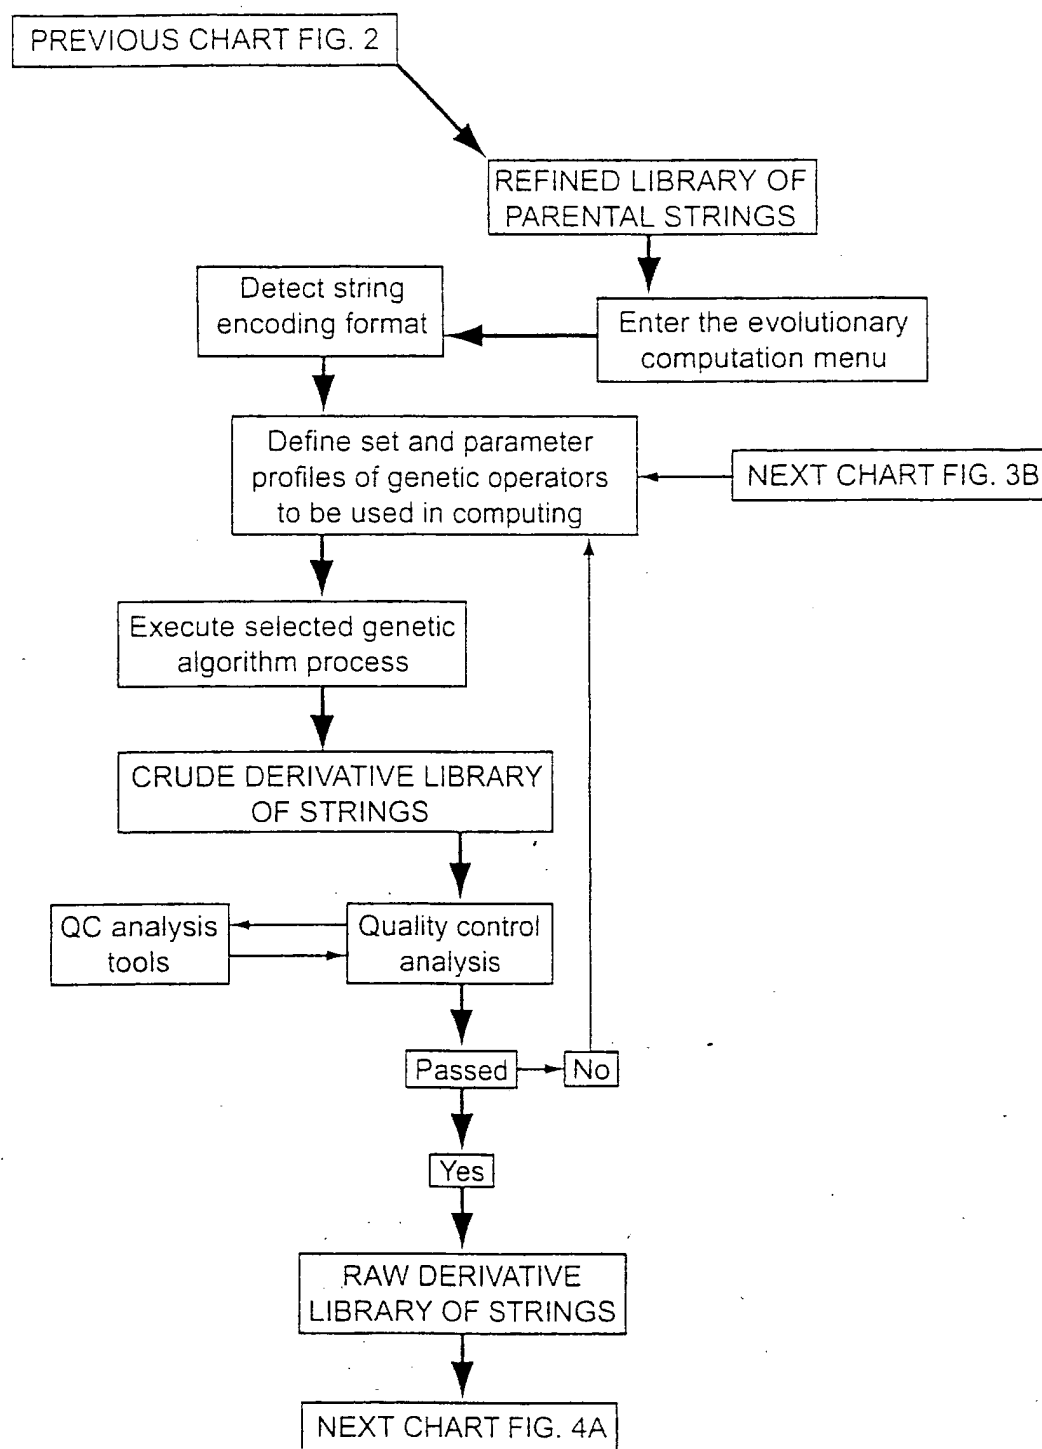 PREVIOUS CHART FIG. 2
REFINED LIBRARY OF
PARENTAL STRINGS
Detect string
encoding format
Enter the evolutionary
computation menu
Define set and parameter
profiles of genetic operators
to be used in computing
NEXT CHART FIG. 3B
Execute selected genetic
algorithm process
CRUDE DERIVATIVE LIBRARY
OF STRINGS
QC analysis
tools
Quality control
analysis
Passed
No
Yes
RAW DERIVATIVE
LIBRARY OF STRINGS
NEXT CHART FIG. 4A